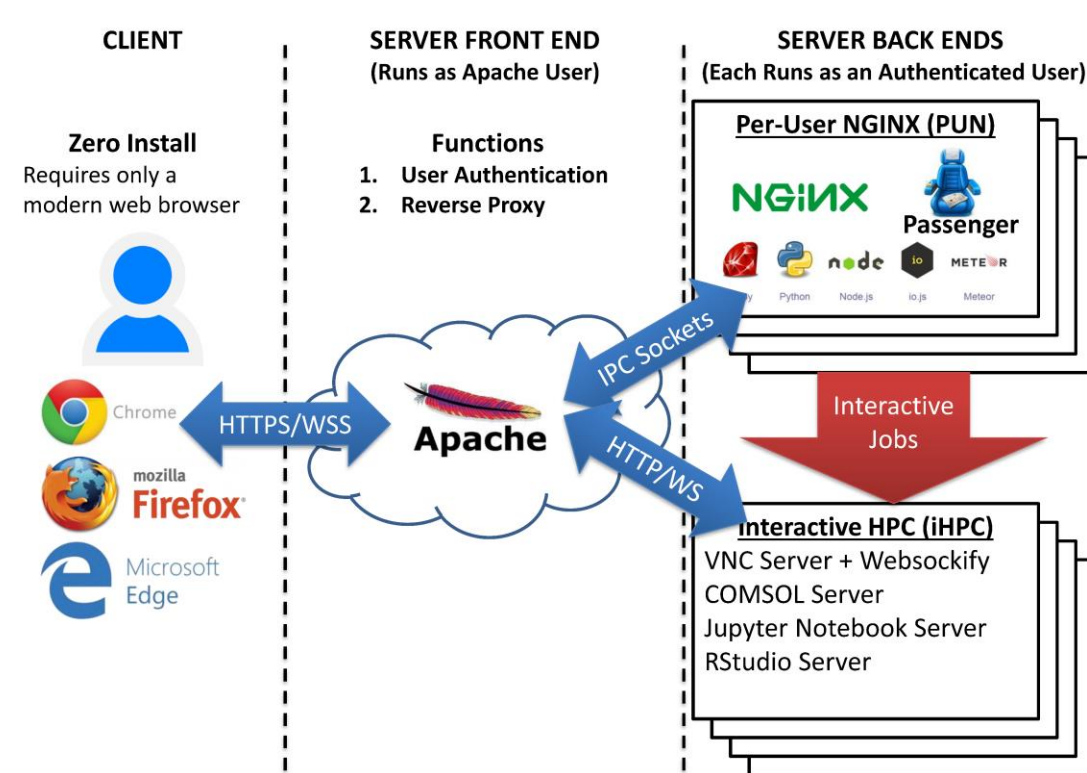 CLIENT
Zero Install
Requires only a
modern web browser
Chrome
mozilla
Firefox
Microsoft
Edge
HTTPS/WSS
SERVER FRONT END
(Runs as Apache User)
Functions
1. User Authentication
2. Reverse Proxy
Apache
IPC Sockets
HTTP/WS
SERVER BACK ENDS
(Each Runs as an Authenticated User)
Per-User NGINX (PUN)
NGINX
Passenger
node
io
METEOR
Python
Node.js
io.js
Meteor
Interactive
Jobs
Interactive HPC (iHPC)
VNC Server + Websockify
COMSOL Server
Jupyter Notebook Server
RStudio Server